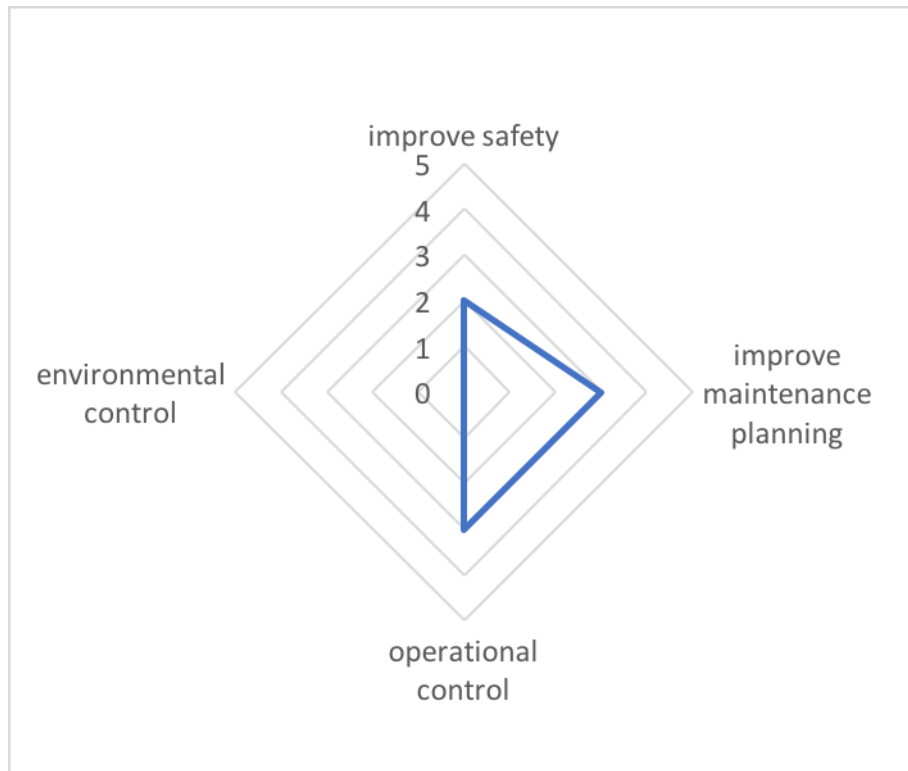 improve safety
5
4
3
2
1
0
environmental
control
improve
maintenance
planning
operational
control